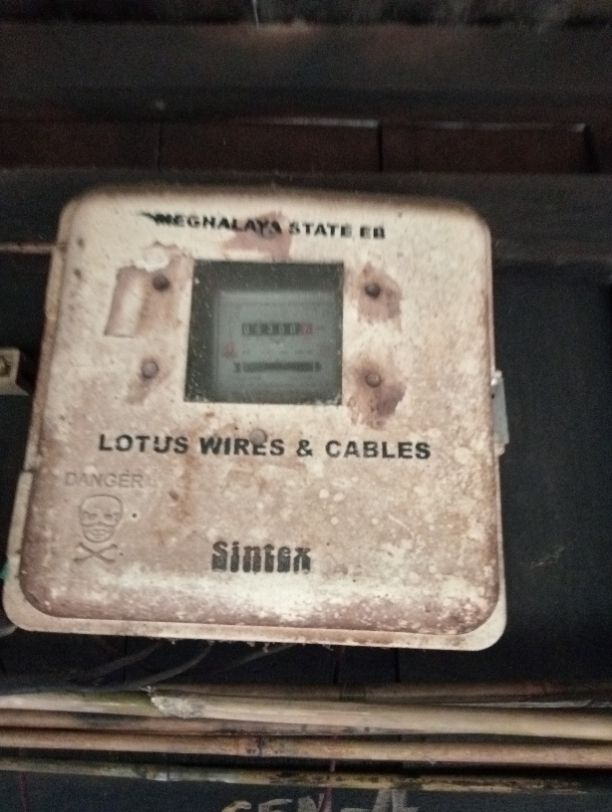 MEGHALAYA STATE EB
LOTUS WIRES & CABLES
DANGER
Sintex